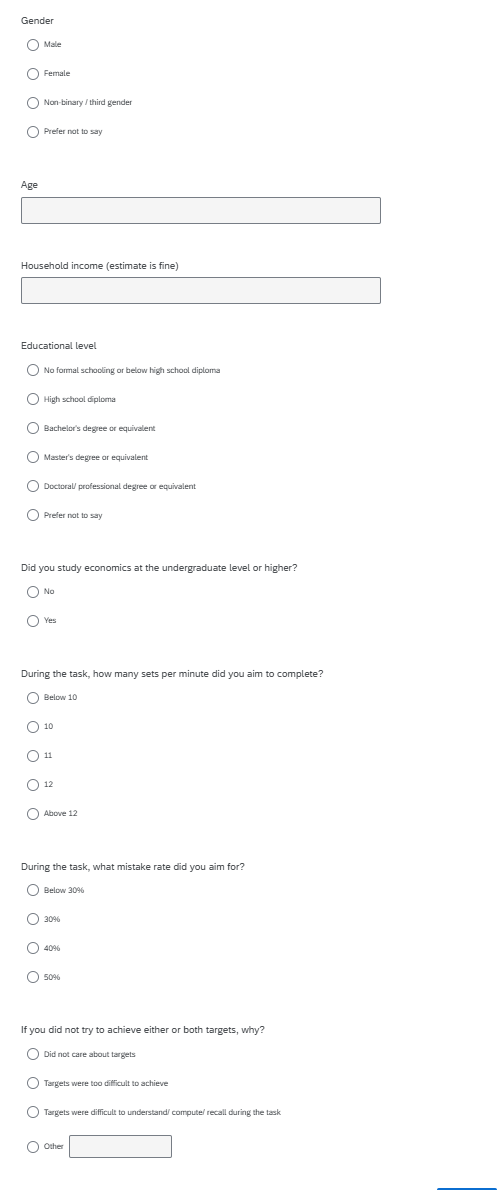 Gender
Male
Female
Non-binary / third gender
Prefer not to say
Age
Household income (estimate is fine)
Educational level
No formal schooling or below high school diploma
High school diploma
Bachelor's degree or equivalent
Master's degree or equivalent
Doctoral/ professional degree or equivalent
Prefer not to say
Did you study economics at the undergraduate level or higher?
No
Yes
During the task, how many sets per minute did you aim to complete?
Below 10
10
11
12
Above 12
During the task, what mistake rate did you aim for?
Below 30%
30%
40%
50%
If you did not try to achieve either or both targets, why?
Did not care about targets
Targets were too difficult to achieve
Targets were difficult to understand/ compute/ recall during the task
Other